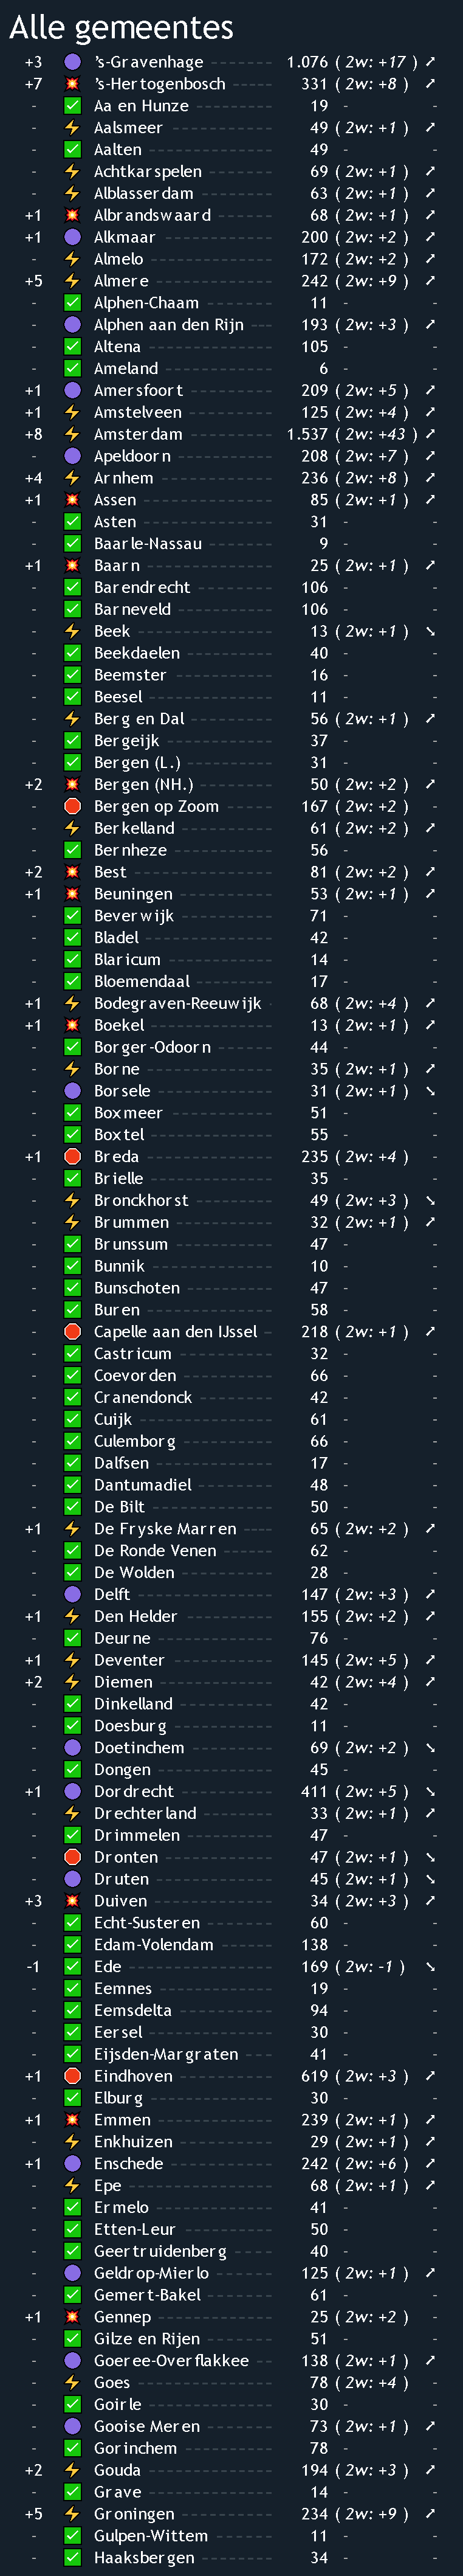 Alle gemeentes
+3 's-Gravenhage 1.076 ( 2w: +17 ) ↗
+7 's-Hertogenbosch 331 ( 2w: +8 ) ↗
- Aa en Hunze 19 - -
- Aalsmeer 49 ( 2w: +1 ) ↗
- Aalten 49 - -
- Achtkarspelen 69 ( 2w: +1 ) ↗
- Alblasserdam 63 ( 2w: +1 ) ↗
+1 Albrandswaard 68 ( 2w: +1 ) ↗
+1 Alkmaar 200 ( 2w: +2 ) ↗
- Almelo 172 ( 2w: +2 ) ↗
+5 Almere 242 ( 2w: +9 ) ↗
- Alphen-Chaam 11 - -
- Alphen aan den Rijn 193 ( 2w: +3 ) ↗
- Altena 105 - -
- Ameland 6 - -
+1 Amersfoort 209 ( 2w: +5 ) ↗
+1 Amstelveen 125 ( 2w: +4 ) ↗
+8 Amsterdam 1.537 ( 2w: +43 ) ↗
- Apeldoorn 208 ( 2w: +7 ) ↗
+4 Arnhem 236 ( 2w: +8 ) ↗
+1 Assen 85 ( 2w: +1 ) ↗
- Asten 31 - -
- Baarle-Nassau 9 - -
+1 Baarn 25 ( 2w: +1 ) ↗
- Barendrecht 106 - -
- Barneveld 106 - -
- Beek 13 ( 2w: +1 ) ↘
- Beekdaelen 40 - -
- Beemster 16 - -
- Beesel 11 - -
- Berg en Dal 56 ( 2w: +1 ) ↗
- Bergeijk 37 - -
- Bergen (L.) 31 - -
+2 Bergen (NH.) 50 ( 2w: +2 ) ↗
- Bergen op Zoom 167 ( 2w: +2 ) -
- Berkelland 61 ( 2w: +2 ) ↗
- Bernheze 56 - -
+2 Best 81 ( 2w: +2 ) ↗
+1 Beuningen 53 ( 2w: +1 ) ↗
- Beverwijk 71 - -
- Bladel 42 - -
- Blaricum 14 - -
- Bloemendaal 17 - -
+1 Bodegraven-Reeuwijk 68 ( 2w: +4 ) ↗
+1 Boekel 13 ( 2w: +1 ) ↗
- Borger-Odoorn 44 - -
- Borne 35 ( 2w: +1 ) ↗
- Borsele 31 ( 2w: +1 ) ↘
- Boxmeer 51 - -
- Boxtel 55 - -
+1 Breda 235 ( 2w: +4 ) -
- Brielle 35 - -
- Bronckhorst 49 ( 2w: +3 ) ↘
- Brummen 32 ( 2w: +1 ) ↗
- Brunssum 47 - -
- Bunnik 10 - -
- Bunschoten 47 - -
- Buren 58 - -
- Capelle aan den IJssel 218 ( 2w: +1 ) ↗
- Castricum 32 - -
- Coevorden 66 - -
- Cranendonck 42 - -
- Cuijk 61 - -
- Culemborg 66 - -
- Dalfsen 17 - -
- Dantumadiel 48 - -
- De Bilt 50 - -
+1 De Fryske Marren 65 ( 2w: +2 ) ↗
- De Ronde Venen 62 - -
- De Wolden 28 - -
- Delft 147 ( 2w: +3 ) ↗
+1 Den Helder 155 ( 2w: +2 ) ↗
- Deurne 76 - -
+1 Deventer 145 ( 2w: +5 ) ↗
+2 Diemen 42 ( 2w: +4 ) ↗
- Dinkelland 42 - -
- Doesburg 11 - -
- Doetinchem 69 ( 2w: +2 ) ↘
- Dongen 45 - -
+1 Dordrecht 411 ( 2w: +5 ) ↘
- Drechterland 33 ( 2w: +1 ) ↗
- Drimmelen 47 - -
- Dronten 47 ( 2w: +1 ) ↘
- Druten 45 ( 2w: +1 ) ↘
+3 Duiven 34 ( 2w: +3 ) ↗
- Echt-Susteren 60 - -
- Edam-Volendam 138 - -
-1 Ede 169 ( 2w: -1 ) ↘
- Eemnes 19 - -
- Eemsdelta 94 - -
- Eersel 30 - -
- Eijsden-Margraten 41 - -
+1 Eindhoven 619 ( 2w: +3 ) ↗
- Elburg 30 - -
+1 Emmen 239 ( 2w: +1 ) ↗
- Enkhuizen 29 ( 2w: +1 ) ↗
+1 Enschede 242 ( 2w: +6 ) ↗
- Epe 68 ( 2w: +1 ) ↗
- Ermelo 41 - -
- Etten-Leur 50 - -
- Geertruidenberg 40 - -
- Geldrop-Mierlo 125 ( 2w: +1 ) ↗
- Gemert-Bakel 61 - -
+1 Gennep 25 ( 2w: +2 ) -
- Gilze en Rijen 51 - -
- Goeree-Overflakkee 138 ( 2w: +1 ) ↗
- Goes 78 ( 2w: +4 ) -
- Goirle 30 - -
- Gooise Meren 73 ( 2w: +1 ) ↗
- Gorinchem 78 - -
+2 Gouda 194 ( 2w: +3 ) ↗
- Grave 14 - -
+5 Groningen 234 ( 2w: +9 ) ↗
- Gulpen-Wittem 11 - -
- Haaksbergen 34 - -